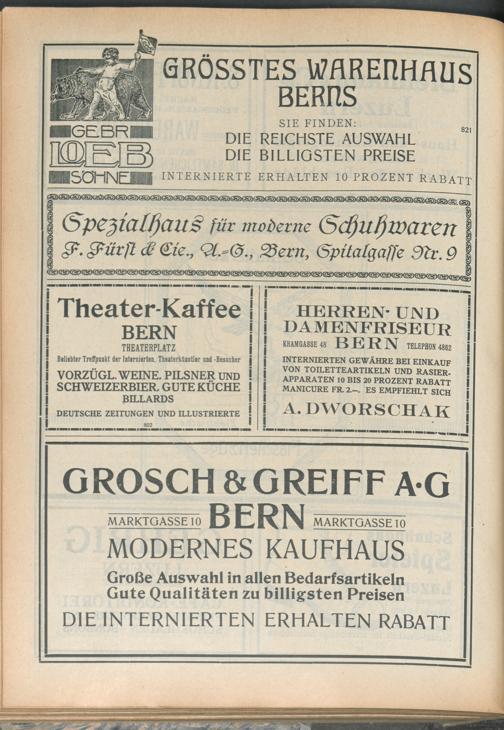 GRÖSSTES WARENHAUS
BERNS
SIE FINDEN:
821
DIE REICHSTE AUSWAHL
DIE BILLIGSTEN PREISE
INTERNIERTE ERHALTEN 10 PROZENT RABATT
GEBR
LOEB
SÖHNE
Spezialhaus für moderne Schuhwaren
F. Fürst & Cie., A.-G., Bern, Spitalgasse Nr. 9
Theater-Kaffee
BERN
THEATERPLATZ
Beliebter Treffpunkt der Internierten, Theaterkünstler und -Besucher
VORZÜGL. WEINE. PILSNER UND
SCHWEIZERBIER. GUTE KÜCHE
BILLARDS
DEUTSCHE ZEITUNGEN UND ILLUSTRIERTE
802
HERREN- UND
DAMENFRISEUR
KRAMGASSE 48 BERN TELEPHON 4862
INTERNIERTEN GEWÄHRE BEI EINKAUF
VON TOILETTEARTIKELN UND RASIER-
APPARATEN 10 BIS 20 PROZENT RABATT
MANICURE FR. 2.—. ES EMPFIEHLT SICH
A. DWORSCHAK
GROSCH & GREIFF A·G
MARKTGASSE 10 BERN MARKTGASSE 10
MODERNES KAUFHAUS
Große Auswahl in allen Bedarfsartikeln
Gute Qualitäten zu billigsten Preisen
DIE INTERNIERTEN ERHALTEN RABATT